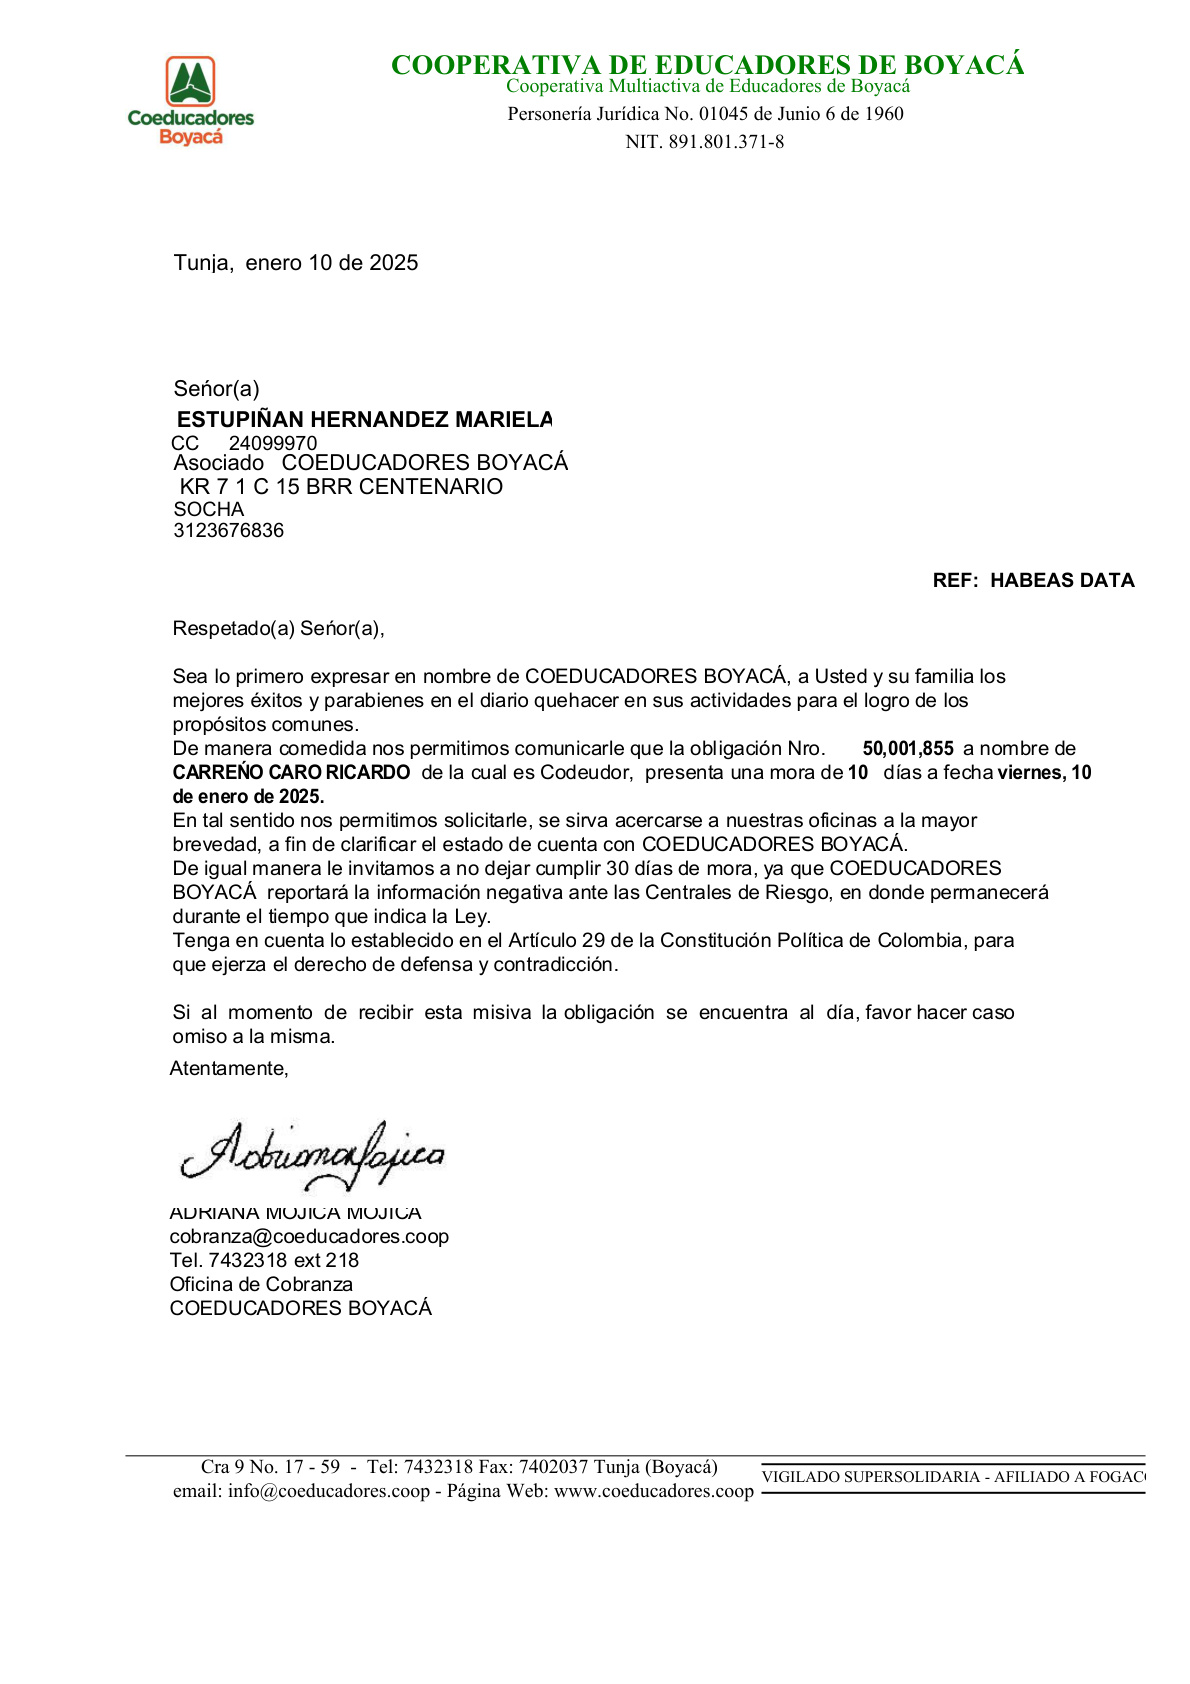 Coeducadores
Boyacá
COOPERATIVA DE EDUCADORES DE BOYACÁ
Cooperativa Multiactiva de Educadores de Boyacá
Personería Jurídica No. 01045 de Junio 6 de 1960
NIT. 891.801.371-8
Tunja, enero 10 de 2025
Seńor(a)
ESTUPIÑAN HERNANDEZ MARIELA
CC 24099970
Asociado COEDUCADORES BOYACÁ
KR 7 1 C 15 BRR CENTENARIO
SOCHA
3123676836
REF: HABEAS DATA
Respetado(a) Seńor(a),
Sea lo primero expresar en nombre de COEDUCADORES BOYACÁ, a Usted y su familia los
mejores éxitos y parabienes en el diario quehacer en sus actividades para el logro de los
propósitos comunes.
De manera comedida nos permitimos comunicarle que la obligación Nro. 50,001,855 a nombre de
CARREŃO CARO RICARDO de la cual es Codeudor, presenta una mora de 10 días a fecha viernes, 10
de enero de 2025.
En tal sentido nos permitimos solicitarle, se sirva acercarse a nuestras oficinas a la mayor
brevedad, a fin de clarificar el estado de cuenta con COEDUCADORES BOYACÁ.
De igual manera le invitamos a no dejar cumplir 30 días de mora, ya que COEDUCADORES
BOYACÁ reportará la información negativa ante las Centrales de Riesgo, en donde permanecerá
durante el tiempo que indica la Ley.
Tenga en cuenta lo establecido en el Artículo 29 de la Constitución Política de Colombia, para
que ejerza el derecho de defensa y contradicción.
Si al momento de recibir esta misiva la obligación se encuentra al día, favor hacer caso
omiso a la misma.
Atentamente,
ADRIANA MOJICA MOJICA
cobranza@coeducadores.coop
Tel. 7432318 ext 218
Oficina de Cobranza
COEDUCADORES BOYACÁ
Cra 9 No. 17 - 59 - Tel: 7432318 Fax: 7402037 Tunja (Boyacá)
email: info@coeducadores.coop - Página Web: www.coeducadores.coop
VIGILADO SUPERSOLIDARIA - AFILIADO A FOGAC